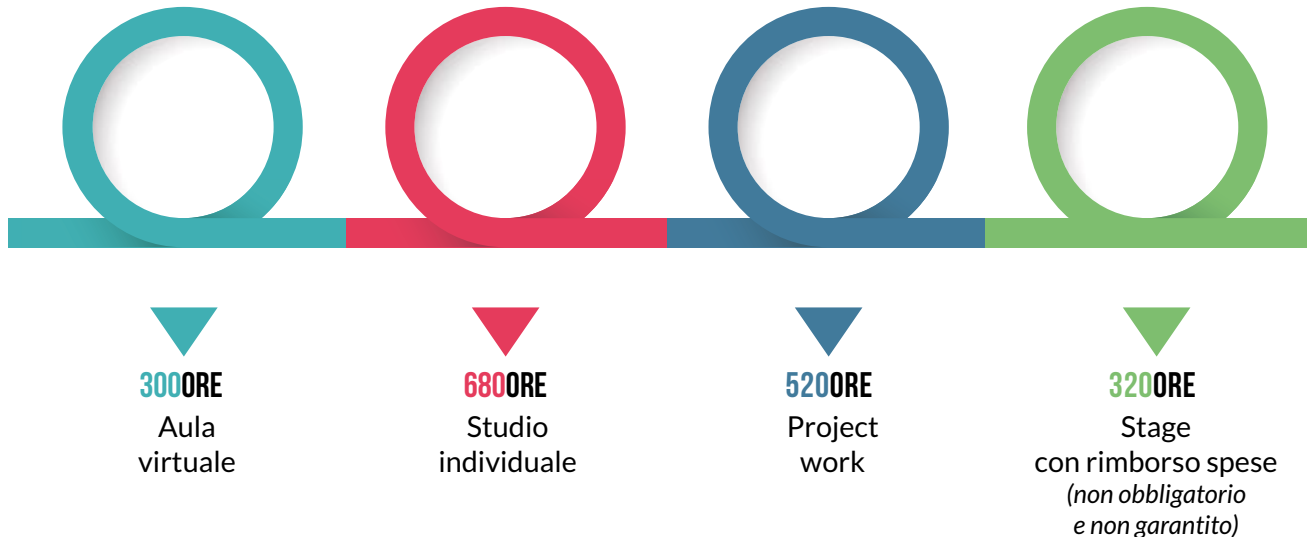 300ORE
Aula
virtuale
680ORE
Studio
individuale
520ORE
Project
work
320ORE
Stage
con rimborso spese
(non obbligatorio
e non garantito)